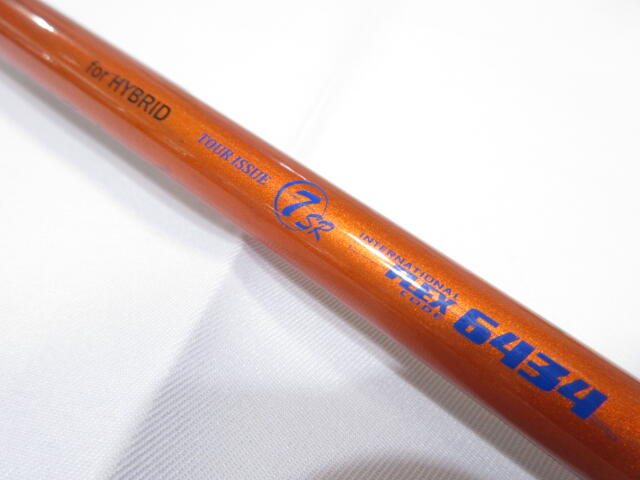 for HYBRID
TOUR ISSUE
7
SR
INTERNATIONAL
FLEX
CODE
6434